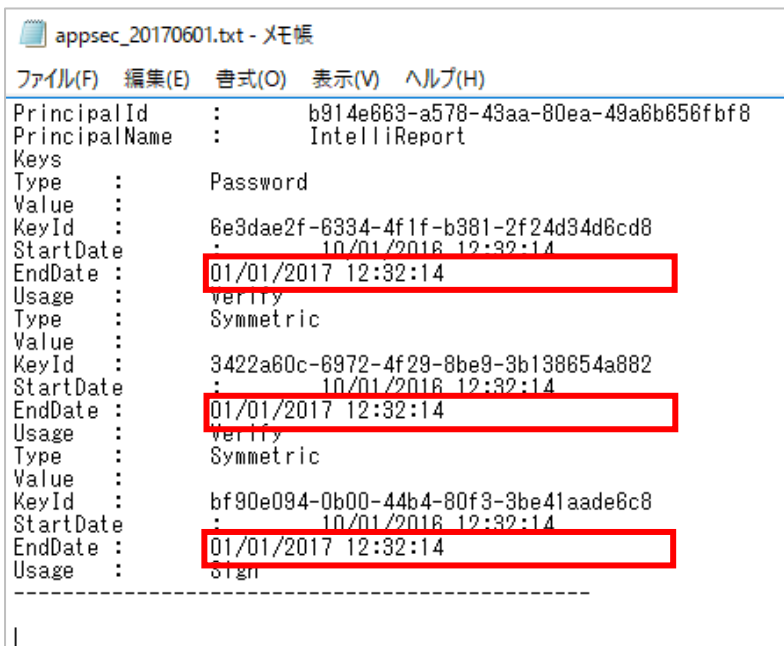 appsec_20170601.txt - メモ帳
ファイル(F) 編集(E) 書式(O) 表示(V) ヘルプ(H)
PrincipalId : b914e663-a578-43aa-80ea-49a6b656fbf8
PrincipalName : IntelliReport
Keys
Type : Password
Value :
KeyId : 6e3dae2f-6334-4f1f-b381-2f24d34d6cd8
StartDate : 10/01/2016 12:32:14
EndDate : 01/01/2017 12:32:14
Usage : Verify
Type : Symmetric
Value :
KeyId : 3422a60c-6972-4f29-8be9-3b138654a882
StartDate : 10/01/2016 12:32:14
EndDate : 01/01/2017 12:32:14
Usage : Verify
Type : Symmetric
Value :
KeyId : bf90e094-0b00-44b4-80f3-3be41aade6c8
StartDate : 10/01/2016 12:32:14
EndDate : 01/01/2017 12:32:14
Usage : Sign
-----------------------------------------------